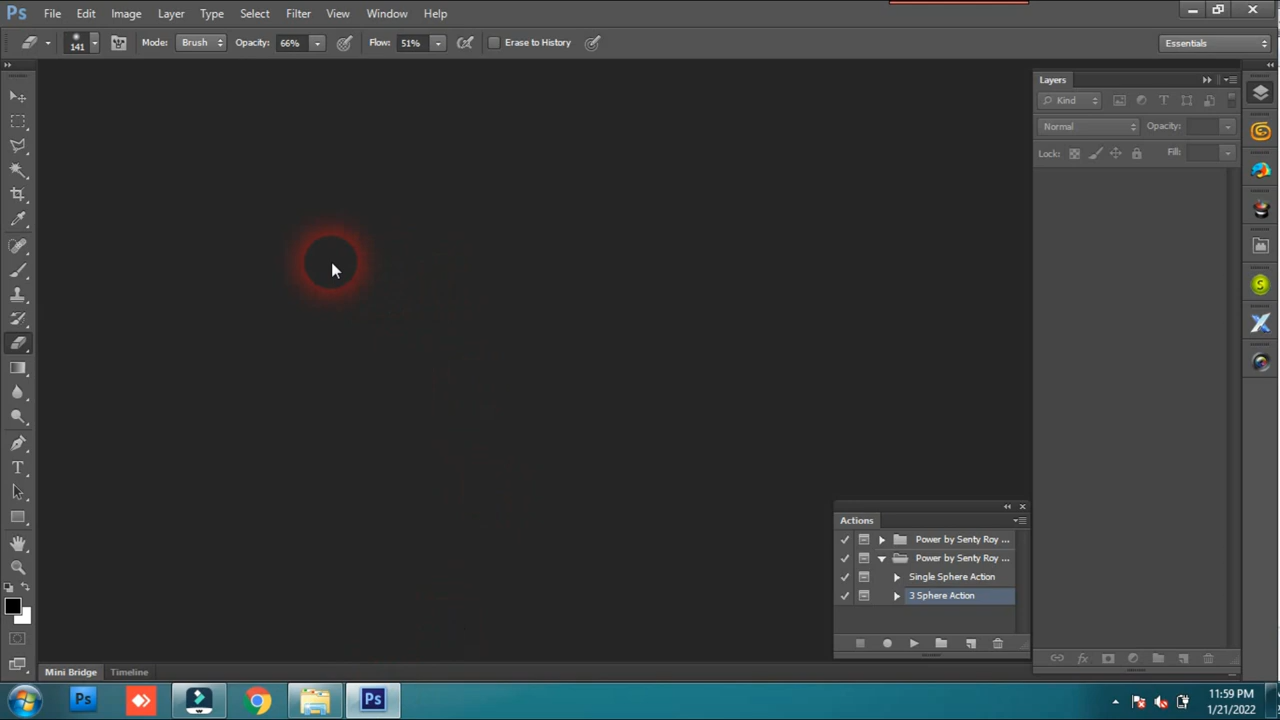 Ps File Edit Image Layer Type Select Filter View Window Help
141 Mode: Brush Opacity: 66% Flow: 51% Erase to History Essentials
Layers
Kind
Normal Opacity:
Lock: Fill:
Actions
Power by Senty Roy ...
Power by Senty Roy ...
Single Sphere Action
3 Sphere Action
Mini Bridge Timeline
Ps Ps
11:59 PM
1/21/2022